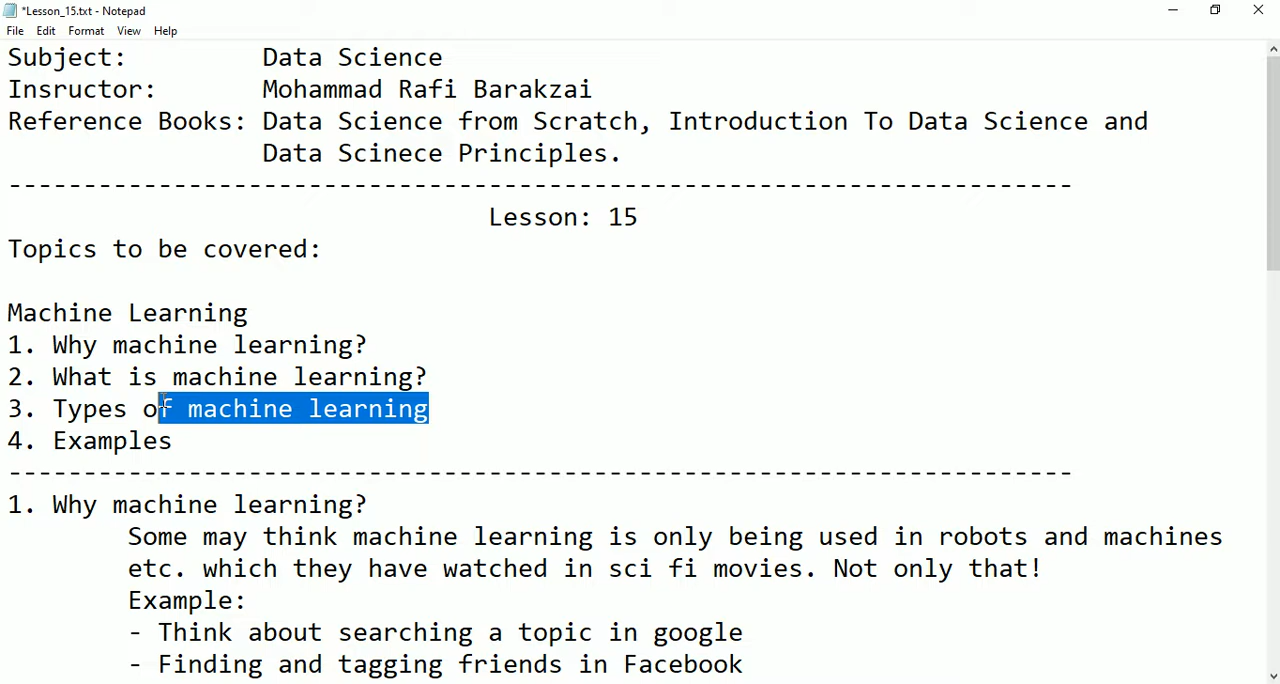 *Lesson_15.txt - Notepad
File Edit Format View Help
Subject: Data Science
Insructor: Mohammad Rafi Barakzai
Reference Books: Data Science from Scratch, Introduction To Data Science and
Data Scinece Principles.
-----------------------------------------------------------------------
Lesson: 15
Topics to be covered:
Machine Learning
1. Why machine learning?
2. What is machine learning?
3. Types of machine learning
4. Examples
-----------------------------------------------------------------------
1. Why machine learning?
Some may think machine learning is only being used in robots and machines
etc. which they have watched in sci fi movies. Not only that!
Example:
- Think about searching a topic in google
- Finding and tagging friends in Facebook